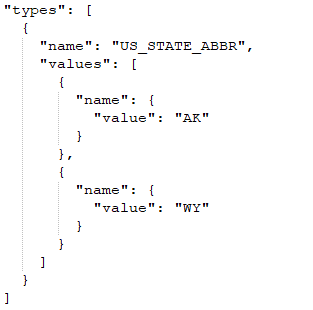 "types": [
  {
    "name": "US_STATE_ABBR",
    "values": [
      {
        "name": {
          "value": "AK"
        }
      },
      {
        "name": {
          "value": "WY"
        }
      }
    ]
  }
]